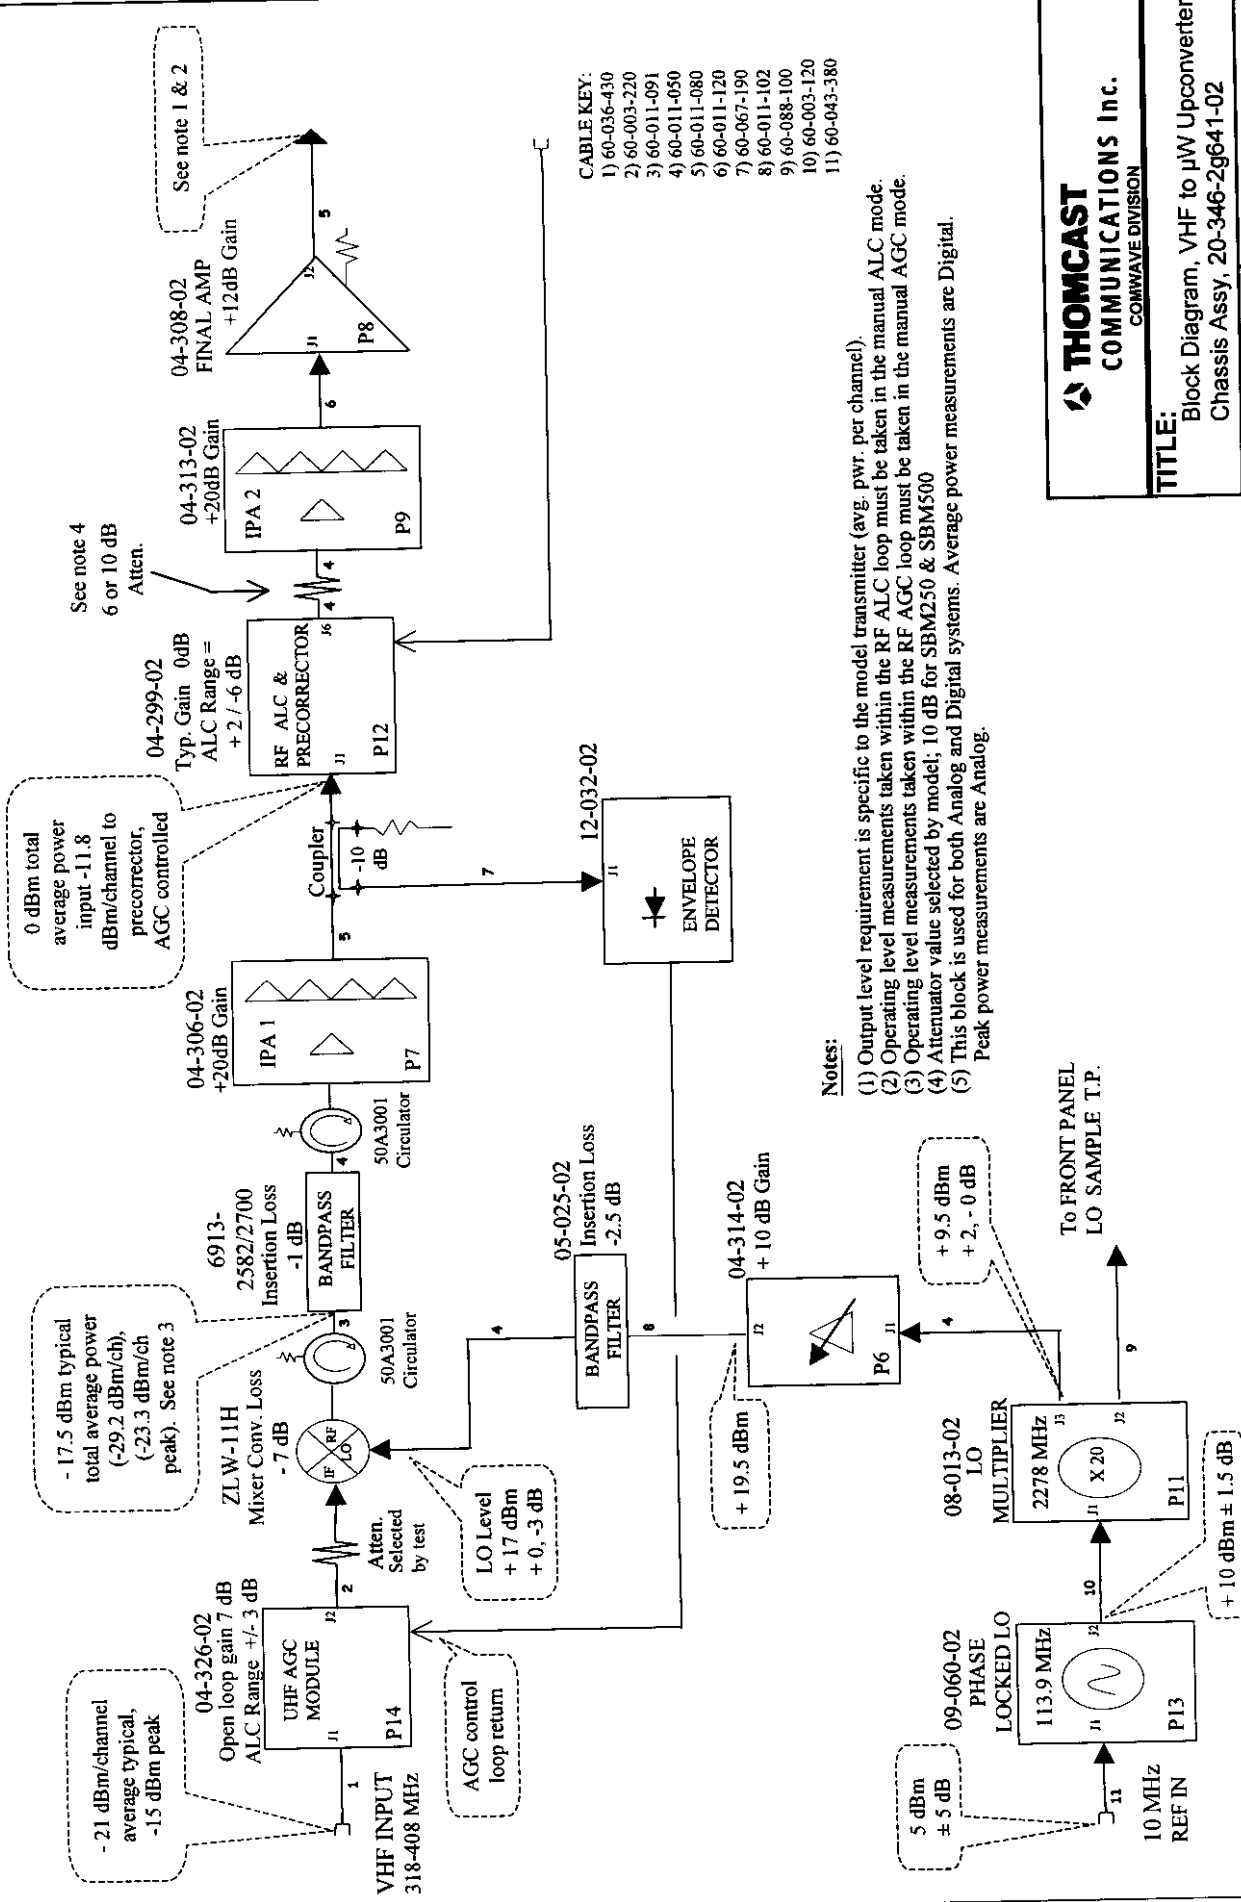 - 21 dBm/channel
average typical,
-15 dBm peak
VHF INPUT
318-408 MHz
1
04-326-02
Open loop gain 7 dB
ALC Range +/- 3 dB
UHF AGC
MODULE
J1
J2
P14
2
Atten.
Selected
by test
AGC control
loop return
- 17.5 dBm typical
total average power
(-29.2 dBm/ch),
(-23.3 dBm/ch
peak). See note 3
ZLW-11H
Mixer Conv. Loss
- 7 dB
IF
RF
LO
LO Level
+ 17 dBm
+ 0, -3 dB
50A3001
Circulator
3
6913-
2582/2700
Insertion Loss
-1 dB
BANDPASS
FILTER
4
50A3001
Circulator
04-306-02
+20dB Gain
IPA 1
P7
5
0 dBm total
average power
input -11.8
dBm/channel to
precorrector,
AGC controlled
Coupler
-10
dB
7
12-032-02
J1
ENVELOPE
DETECTOR
04-299-02
Typ. Gain 0dB
ALC Range =
+ 2 / -6 dB
RF ALC &
PRECORRECTOR
J1
J6
P12
See note 4
6 or 10 dB
Atten.
4
4
04-313-02
+20dB Gain
IPA 2
P9
6
04-308-02
FINAL AMP
+12dB Gain
J1
J2
P8
5
See note 1 & 2
5 dBm
± 5 dB
11
10 MHz
REF IN
09-060-02
PHASE
LOCKED LO
113.9 MHz
J1
J2
P13
10
+ 10 dBm ± 1.5 dB
08-013-02
LO
MULTIPLIER
2278 MHz
X 20
J1
J3
J2
P11
9
To FRONT PANEL
LO SAMPLE T.P.
+ 9.5 dBm
+ 2, - 0 dB
4
04-314-02
+ 10 dB Gain
J2
J1
P6
+ 19.5 dBm
8
05-025-02
Insertion Loss
-2.5 dB
BANDPASS
FILTER
4
CABLE KEY:
1) 60-036-430
2) 60-003-220
3) 60-011-091
4) 60-011-050
5) 60-011-080
6) 60-011-120
7) 60-067-190
8) 60-011-102
9) 60-088-100
10) 60-003-120
11) 60-043-380
Notes:
(1) Output level requirement is specific to the model transmitter (avg. pwr. per channel).
(2) Operating level measurements taken within the RF ALC loop must be taken in the manual ALC mode.
(3) Operating level measurements taken within the RF AGC loop must be taken in the manual AGC mode.
(4) Attenuator value selected by model; 10 dB for SBM250 & SBM500
(5) This block is used for both Analog and Digital systems. Average power measurements are Digital.
Peak power measurements are Analog.
THOMCAST
COMMUNICATIONS Inc.
COMWAVE DIVISION
TITLE:
Block Diagram, VHF to µW Upconverter
Chassis Assy, 20-346-2g641-02